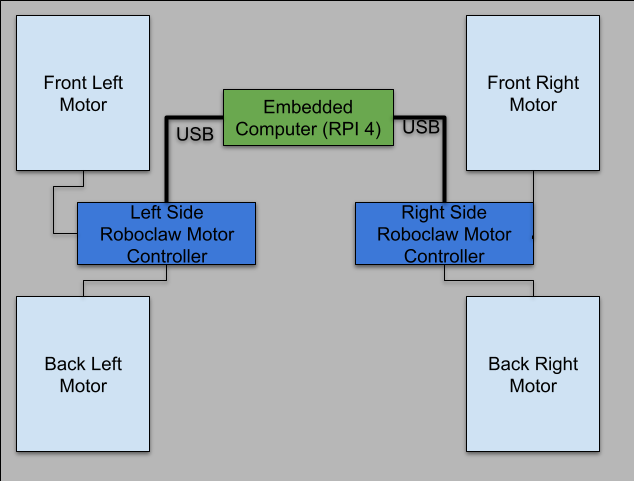 Front Left
Motor
Front Right
Motor
Embedded
Computer (RPI 4)
USB
USB
Left Side
Roboclaw Motor
Controller
Right Side
Roboclaw Motor
Controller
Back Left
Motor
Back Right
Motor